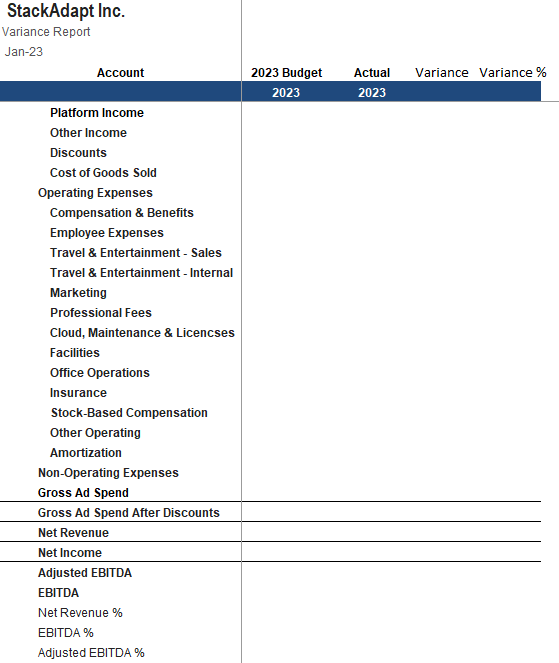 StackAdapt Inc.
Variance Report
Jan-23
Account 2023 Budget Actual Variance Variance %
2023 2023
Platform Income
Other Income
Discounts
Cost of Goods Sold
Operating Expenses
Compensation & Benefits
Employee Expenses
Travel & Entertainment - Sales
Travel & Entertainment - Internal
Marketing
Professional Fees
Cloud, Maintenance & Licencses
Facilities
Office Operations
Insurance
Stock-Based Compensation
Other Operating
Amortization
Non-Operating Expenses
Gross Ad Spend
Gross Ad Spend After Discounts
Net Revenue
Net Income
Adjusted EBITDA
EBITDA
Net Revenue %
EBITDA %
Adjusted EBITDA %